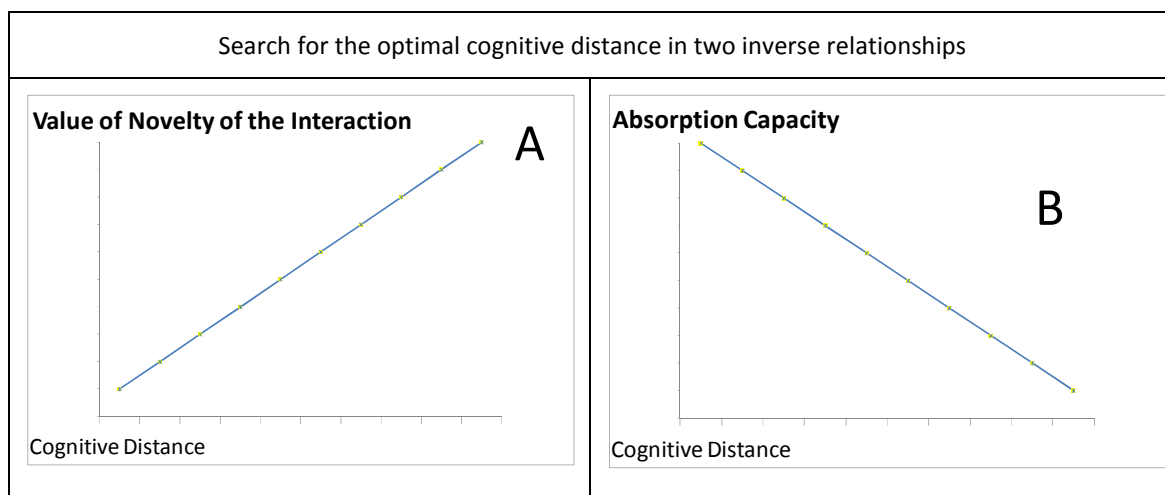 Search for the optimal cognitive distance in two inverse relationships
Value of Novelty of the Interaction
A
Cognitive Distance
Absorption Capacity
B
Cognitive Distance